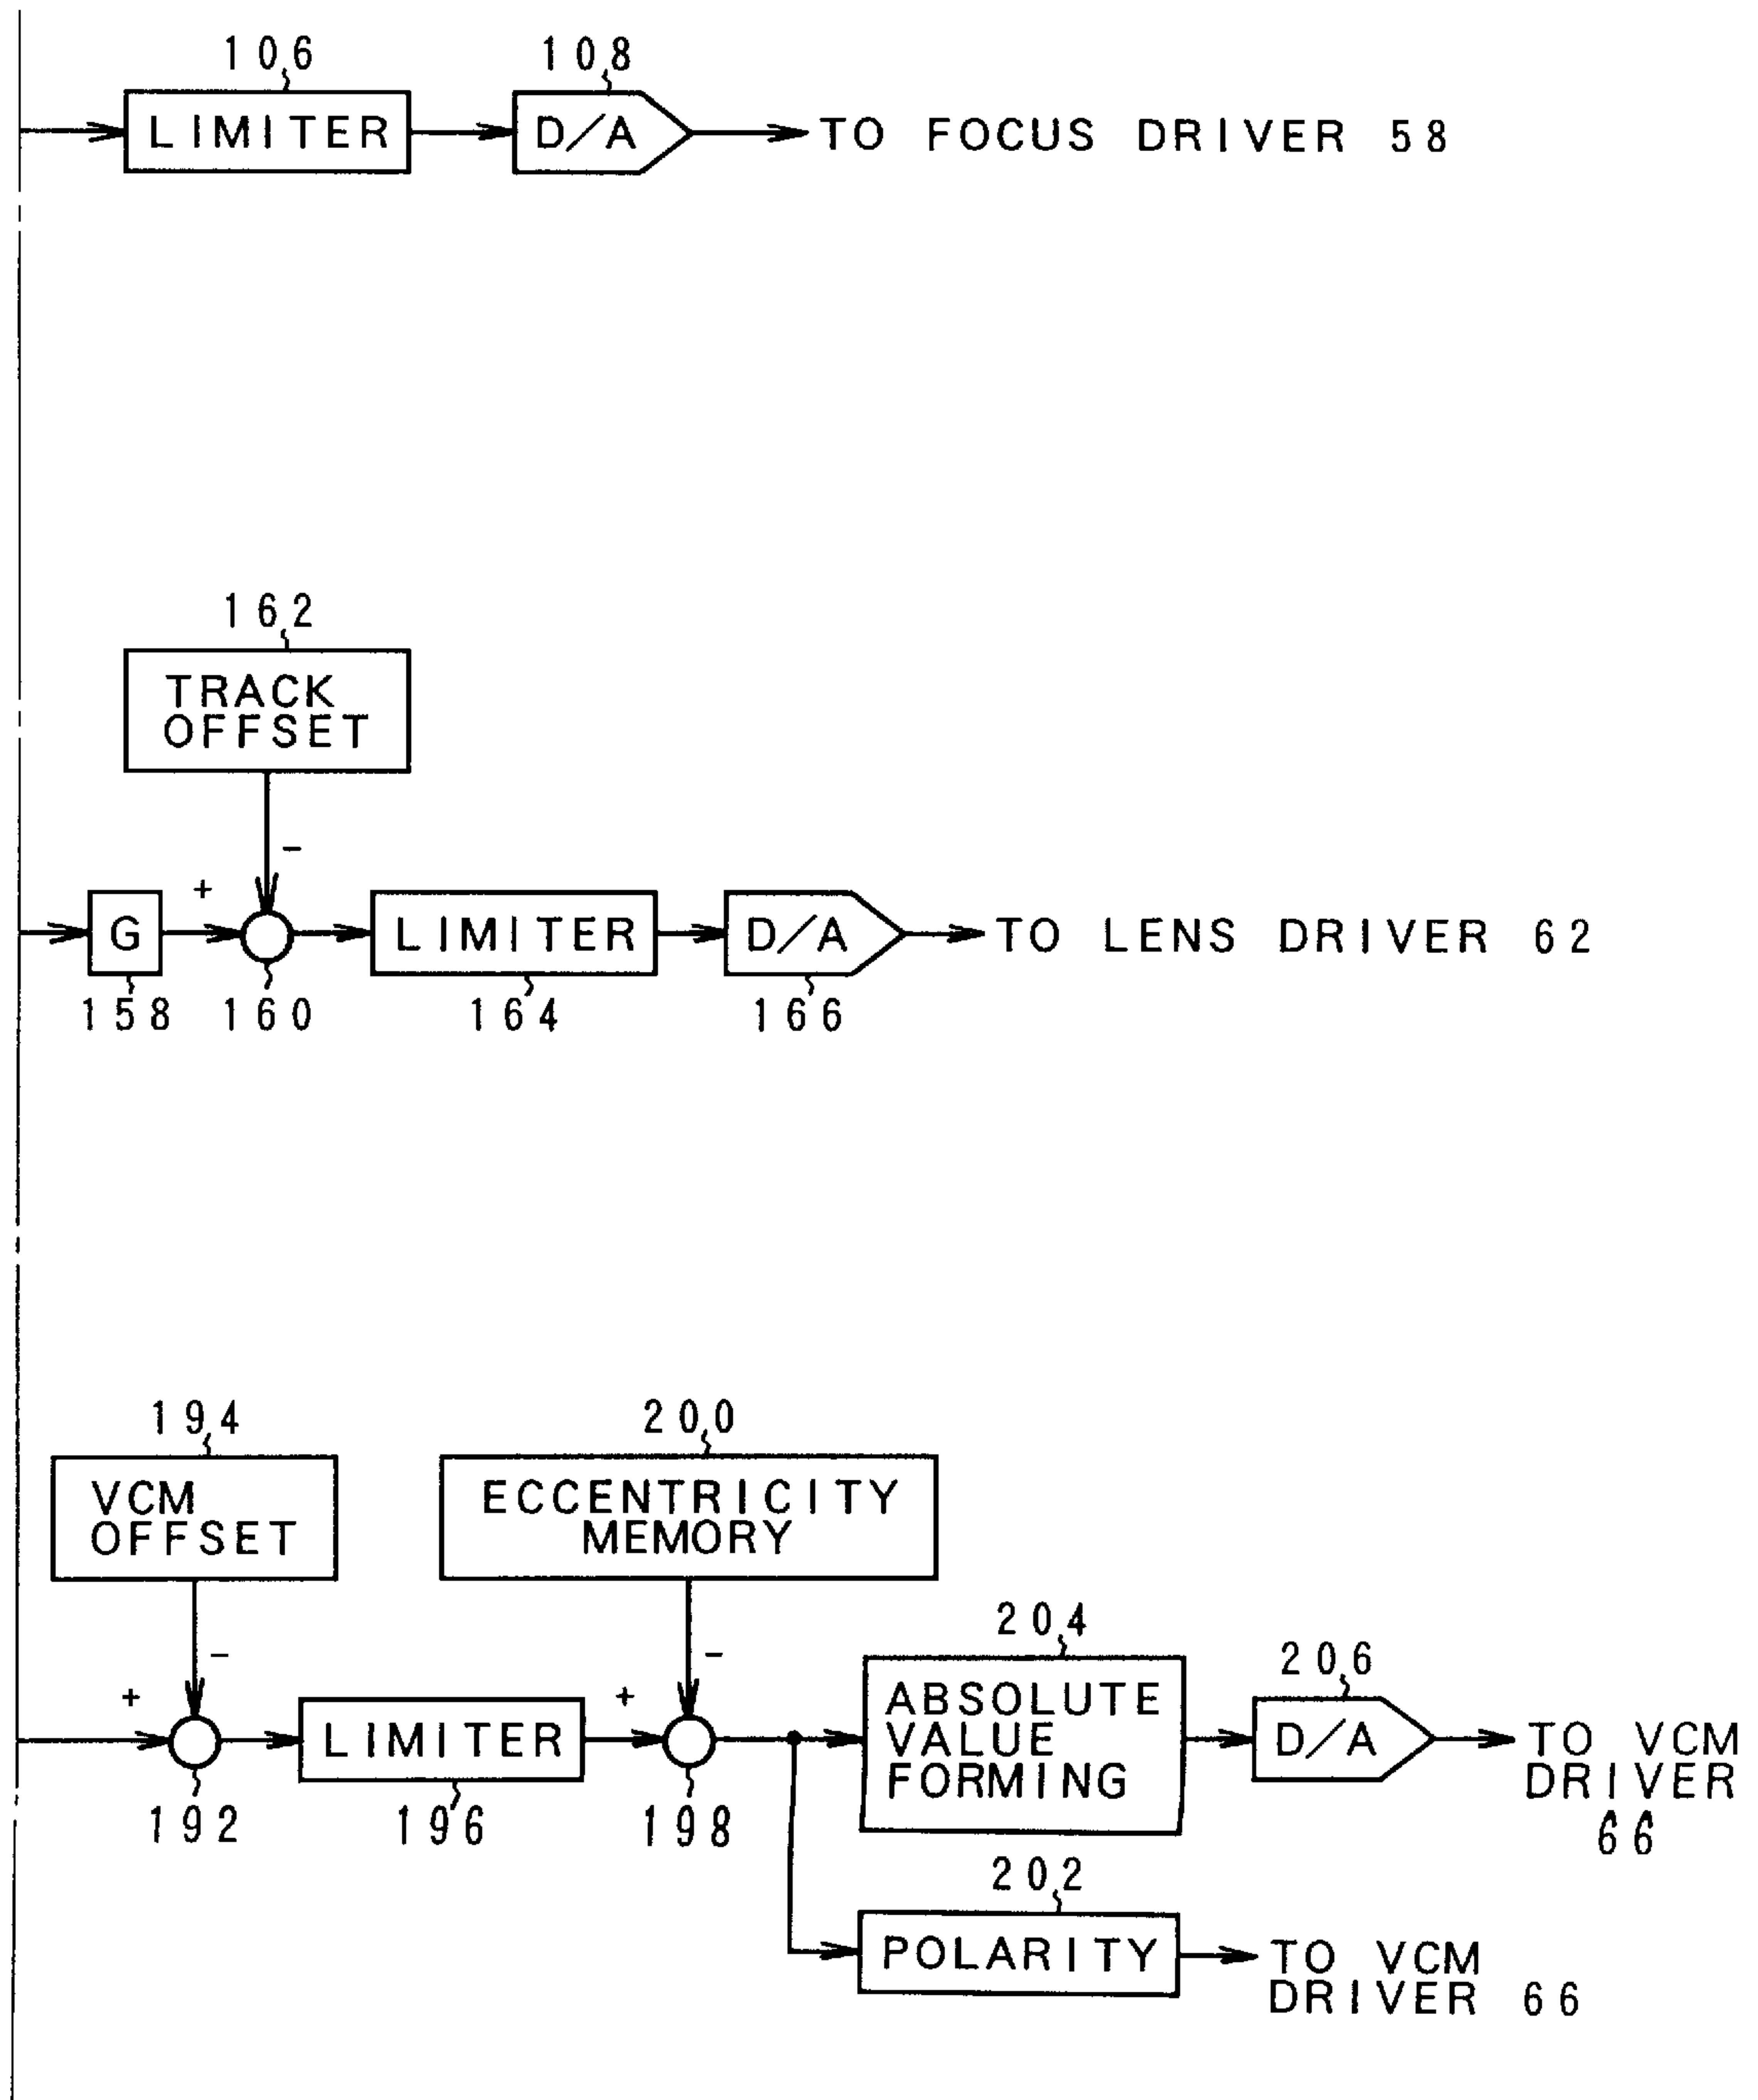 106 108
LIMITER D/A TO FOCUS DRIVER 58
162
TRACK
OFFSET
−
+
G LIMITER D/A TO LENS DRIVER 62
158 160 164 166
194 200
VCM
OFFSET
ECCENTRICITY
MEMORY
204
206
− −
+ +
LIMITER
ABSOLUTE
VALUE
FORMING
D/A
TO VCM
DRIVER
66
192 196 198
202
POLARITY
TO VCM
DRIVER 66